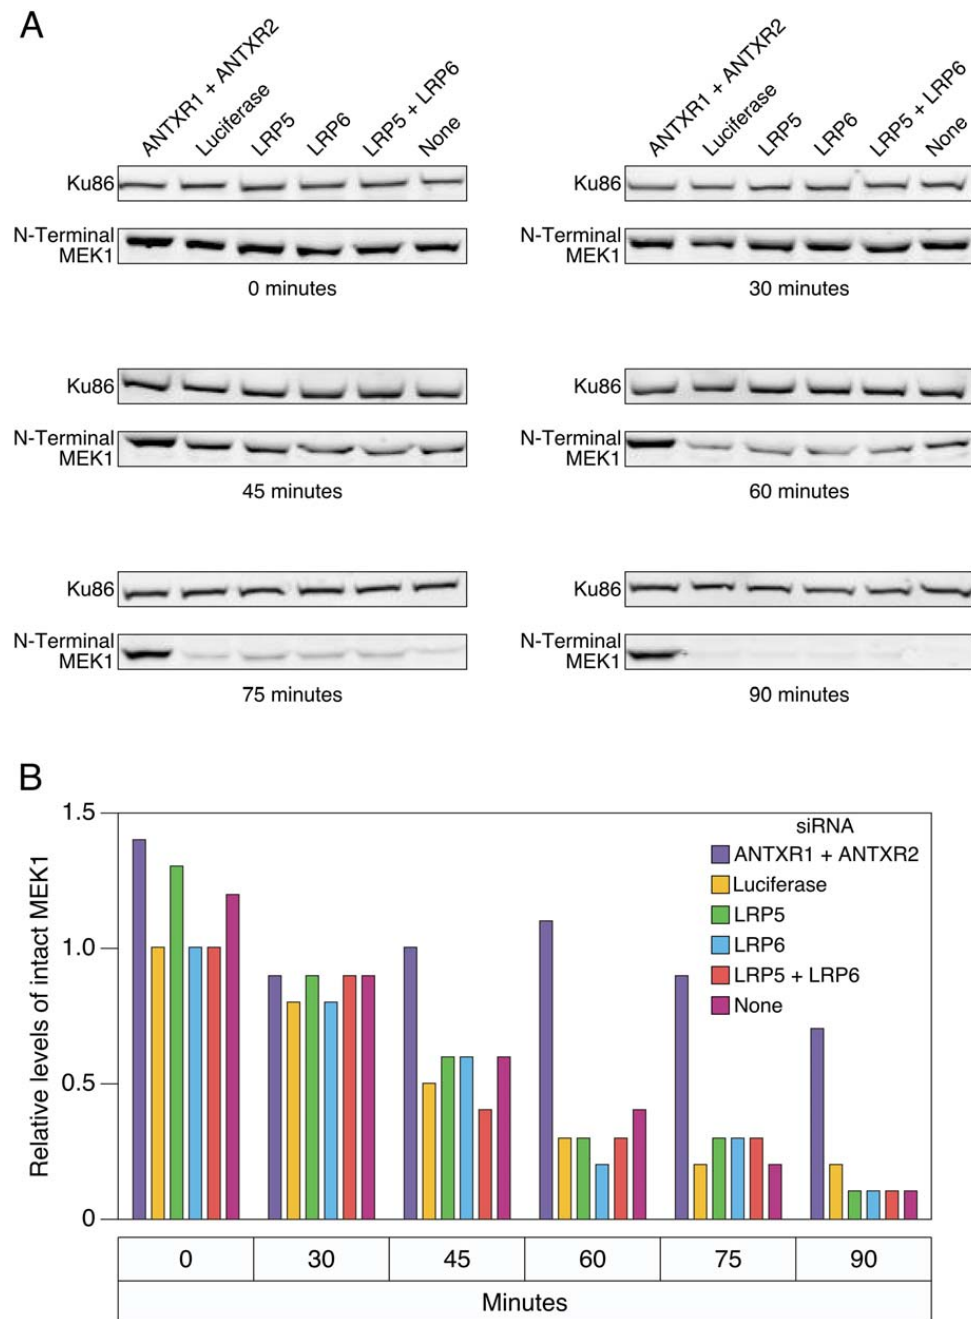 A
ANTXR1 + ANTXR2
Luciferase
LRP5
LRP6
LRP5 + LRP6
None
Ku86
N-Terminal
MEK1
0 minutes
ANTXR1 + ANTXR2
Luciferase
LRP5
LRP6
LRP5 + LRP6
None
Ku86
N-Terminal
MEK1
30 minutes
Ku86
N-Terminal
MEK1
45 minutes
Ku86
N-Terminal
MEK1
60 minutes
Ku86
N-Terminal
MEK1
75 minutes
Ku86
N-Terminal
MEK1
90 minutes
B
Relative levels of intact MEK1
1.5
1.0
0.5
0
siRNA
ANTXR1 + ANTXR2
Luciferase
LRP5
LRP6
LRP5 + LRP6
None
0 30 45 60 75 90
Minutes